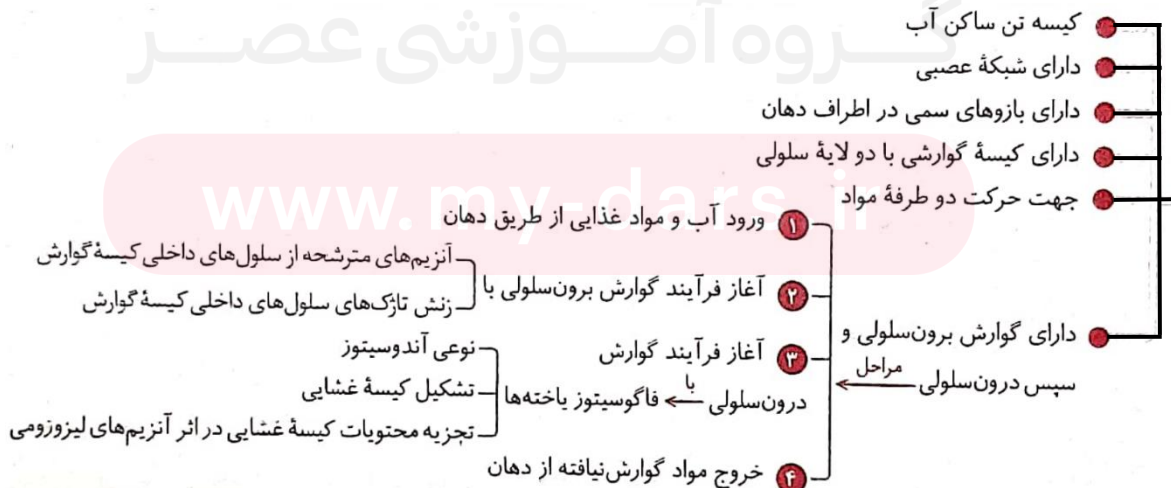 گروه آموزشی عصر
کیسه تن ساکن آب
دارای شبکهٔ عصبی
دارای بازوهای سمی در اطراف دهان
دارای کیسهٔ گوارشی با دو لایهٔ سلولی
www.my-dars.ir
جهت حرکت دو طرفهٔ مواد
دارای گوارش برون‌سلولی و
سپس درون‌سلولی مراحل
۱ ورود آب و مواد غذایی از طریق دهان
۲ آغاز فرآیند گوارش برون‌سلولی با
آنزیم‌های مترشحه از سلول‌های داخلی کیسهٔ گوارش
زنش تاژک‌های سلول‌های داخلی کیسهٔ گوارش
۳ آغاز فرآیند گوارش
درون‌سلولی با فاگوسیتوز یاخته‌ها
نوعی آندوسیتوز
تشکیل کیسهٔ غشایی
تجزیه محتویات کیسهٔ غشایی در اثر آنزیم‌های لیزوزومی
۴ خروج مواد گوارش‌نیافته از دهان